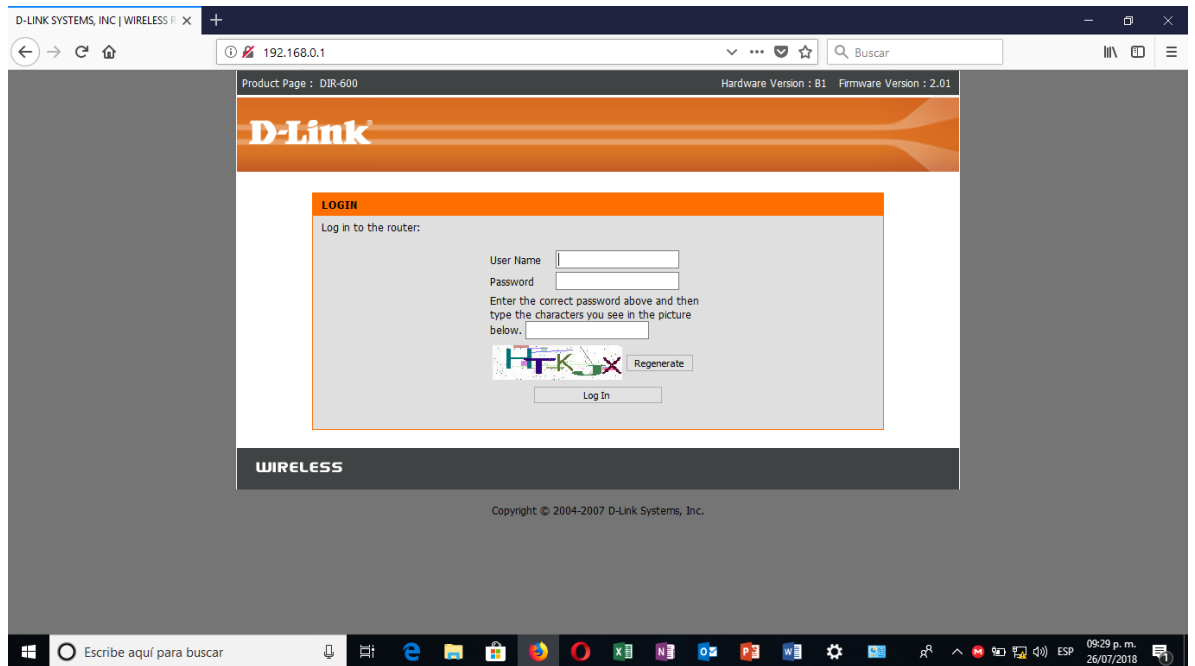 D-LINK SYSTEMS, INC | WIRELESS R
192.168.0.1
Buscar
Product Page : DIR-600 Hardware Version : B1 Firmware Version : 2.01
D-Link
LOGIN
Log in to the router:
User Name
Password
Enter the correct password above and then
type the characters you see in the picture
below.
HTKJX Regenerate
Log In
WIRELESS
Copyright © 2004-2007 D-Link Systems, Inc.
Escribe aquí para buscar
ESP
09:29 p. m.
26/07/2018